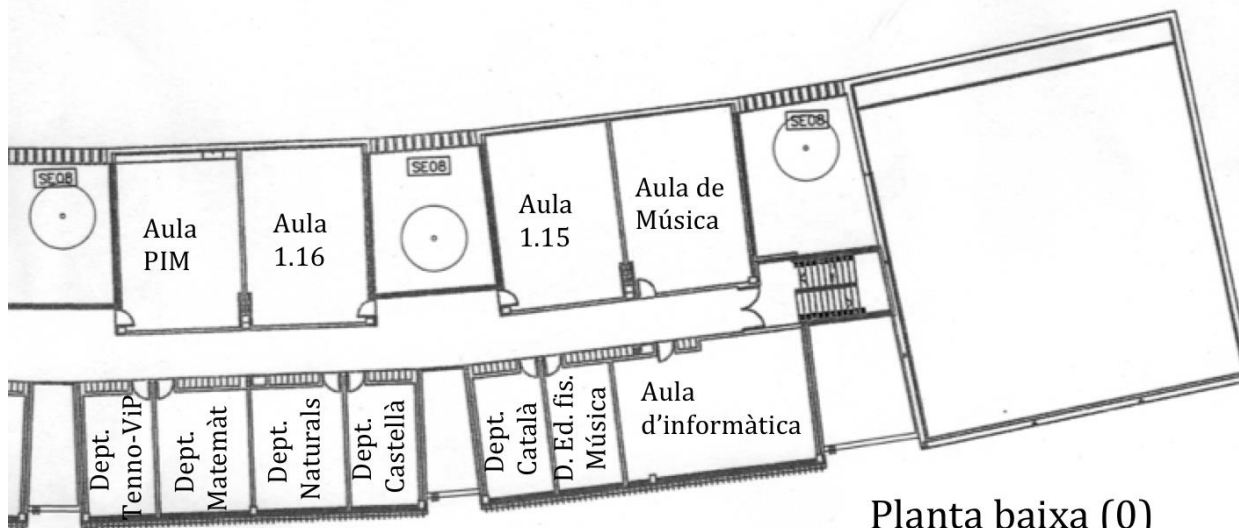 SE08
SE08
SE08
Aula
PIM
Aula
1.16
Aula
1.15
Aula de
Música
Dept.
Tenno-ViP
Dept.
Matemàt
Dept.
Naturals
Dept.
Castellà
Dept.
Català
D. Ed. fis.
Música
Aula
d'informàtica
Planta baixa (0)